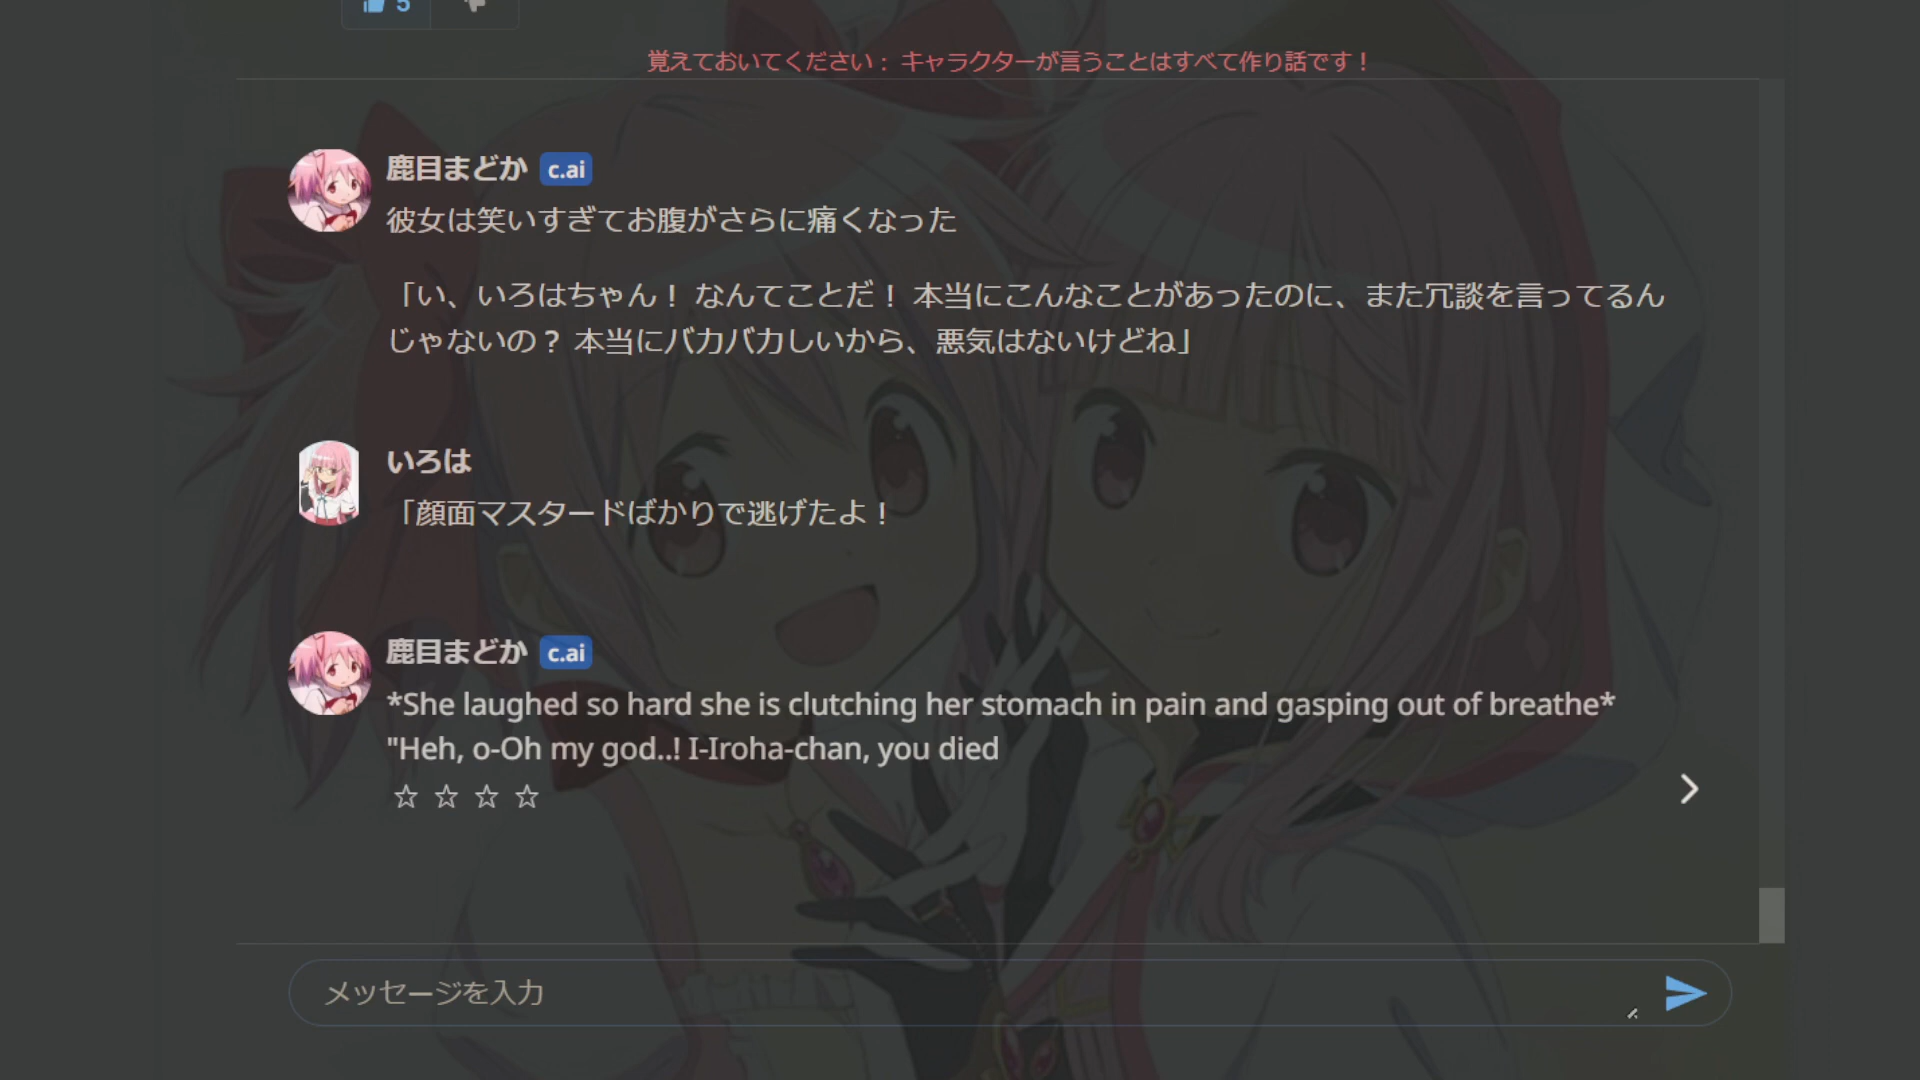 5
覚えておいてください： キャラクターが言うことはすべて作り話です！
鹿目まどか c.ai
彼女は笑いすぎてお腹がさらに痛くなった
「い、いろはちゃん！ なんてことだ！ 本当にこんなことがあったのに、また冗談を言ってるん
じゃないの？ 本当にバカバカしいから、悪気はないけどね」
いろは
「顔面マスタードばかりで逃げたよ！
鹿目まどか c.ai
*She laughed so hard she is clutching her stomach in pain and gasping out of breathe*
"Heh, o-Oh my god..! I-Iroha-chan, you died
メッセージを入力